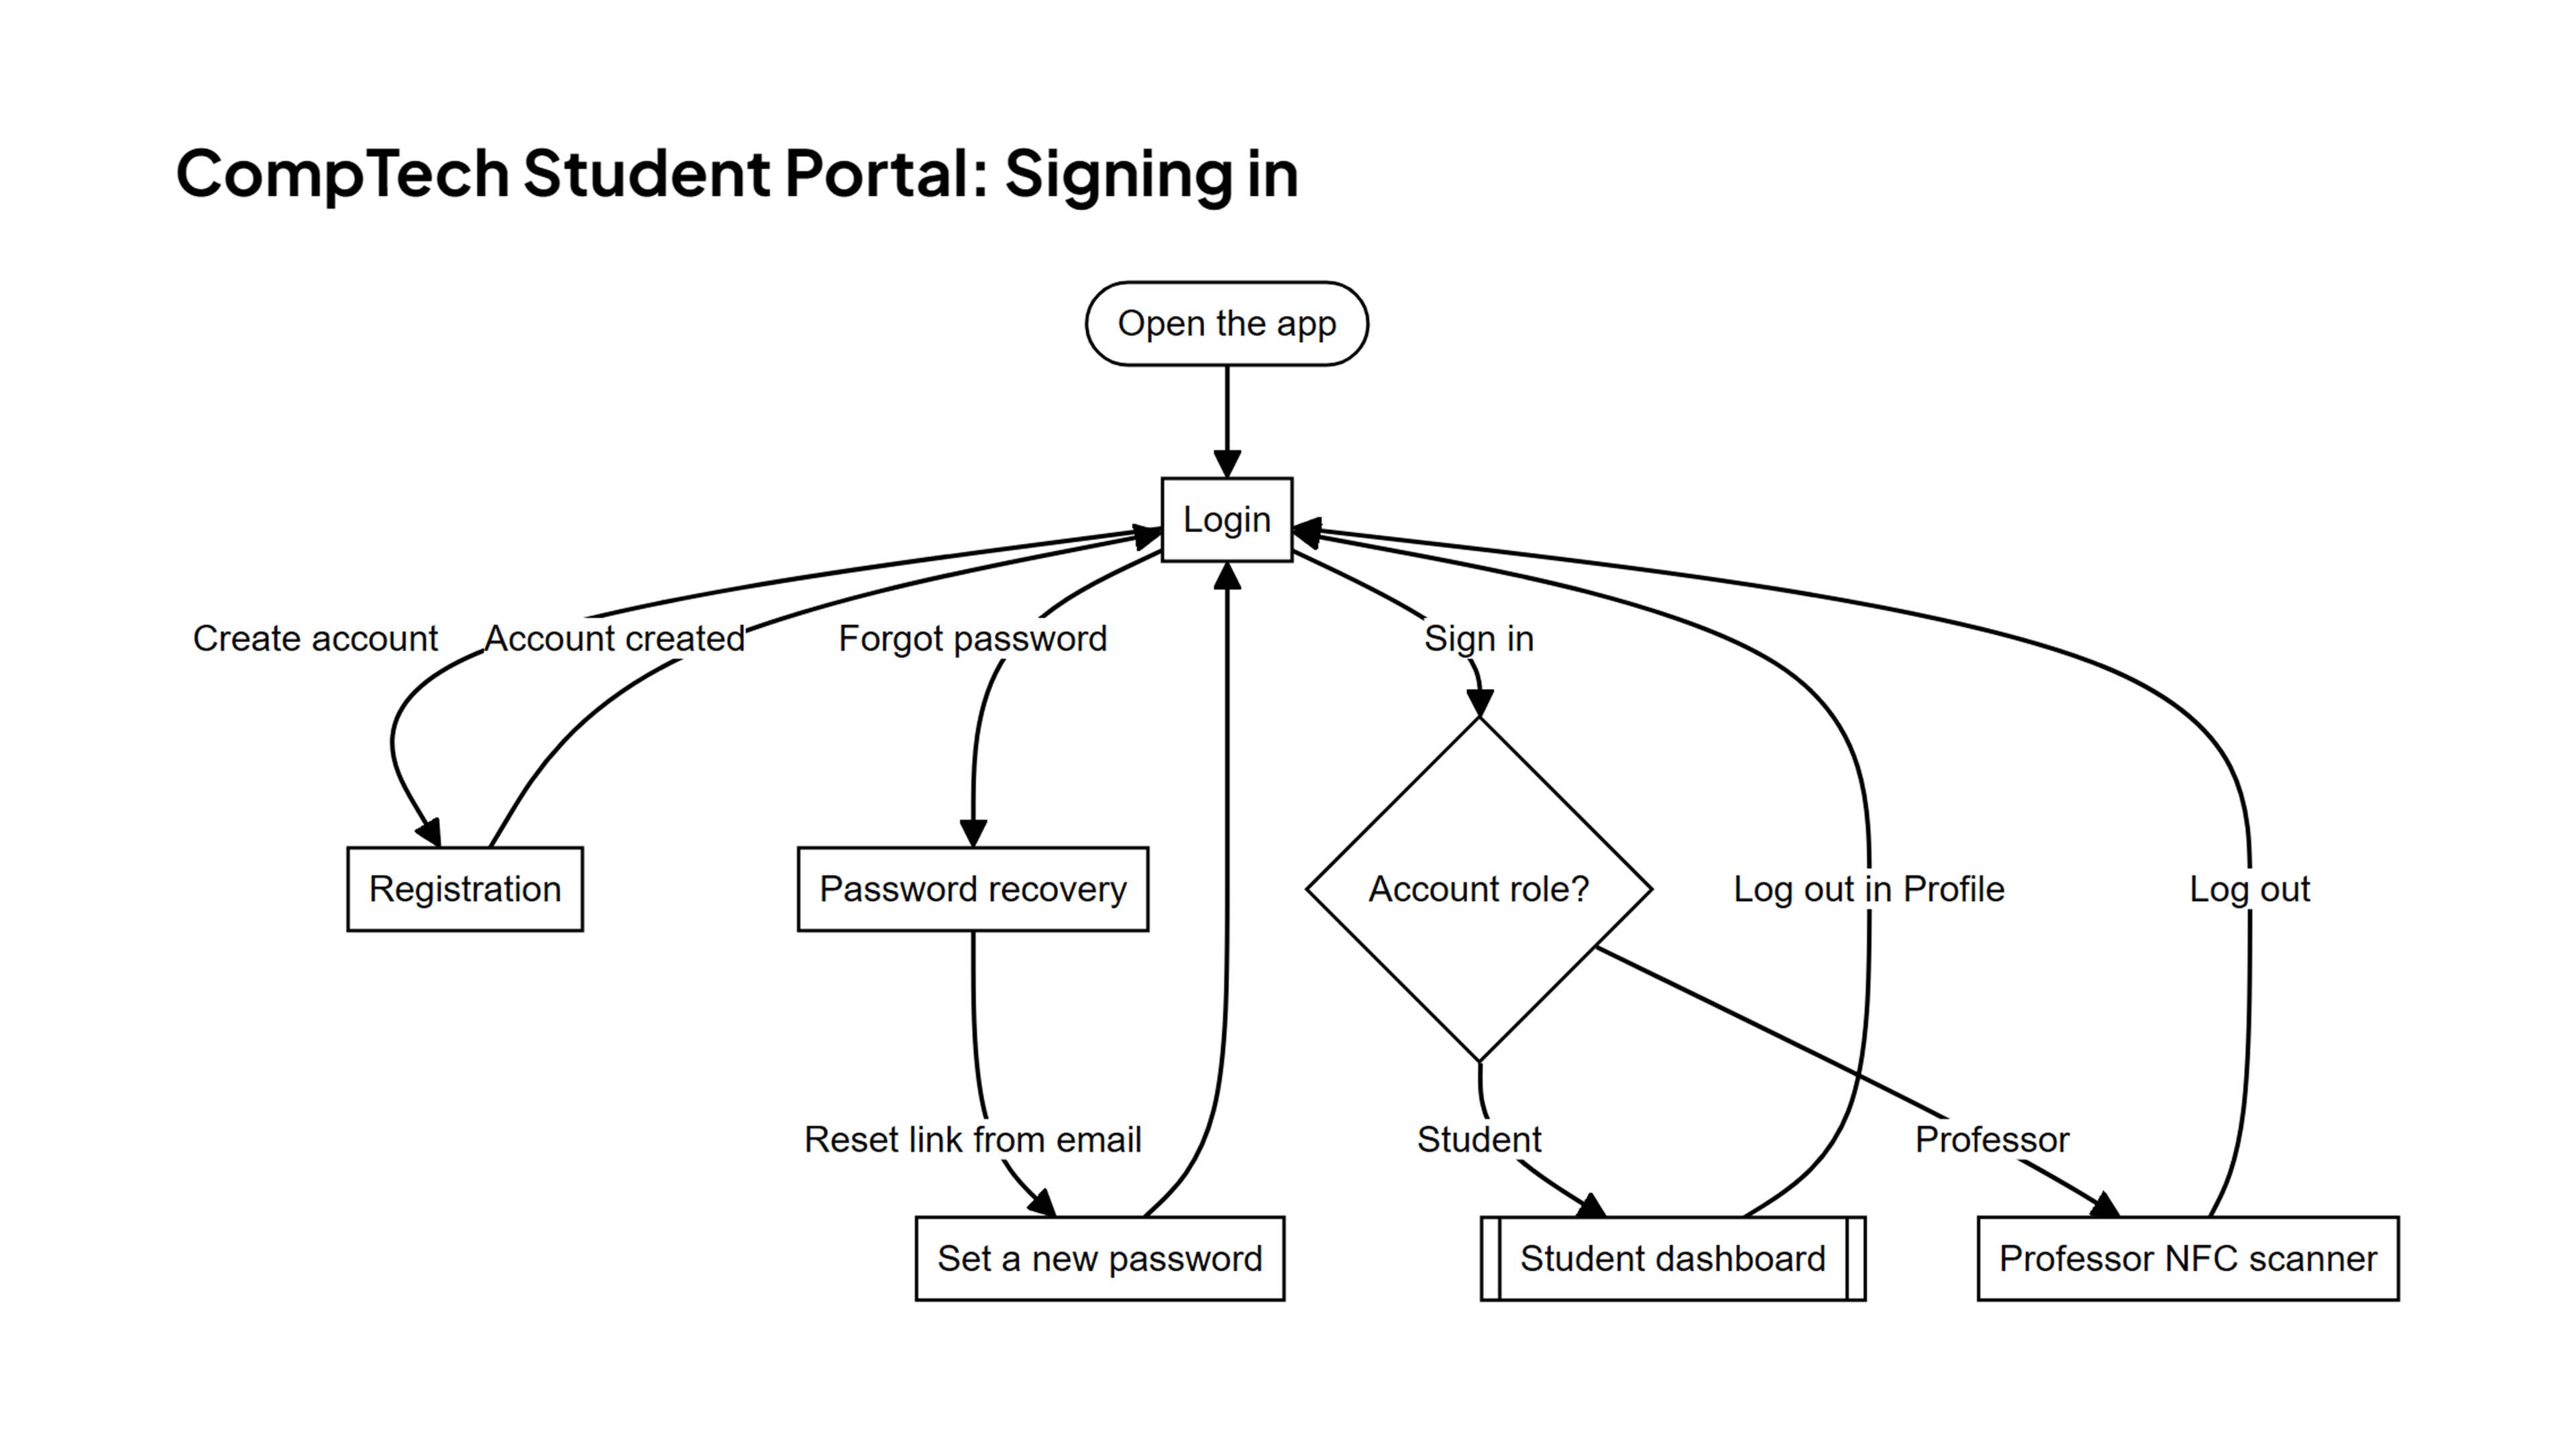 CompTech Student Portal: Signing in
Open the app
Login
Create account
Account created
Forgot password
Sign in
Registration
Password recovery
Account role?
Log out in Profile
Log out
Reset link from email
Student
Professor
Set a new password
Student dashboard
Professor NFC scanner